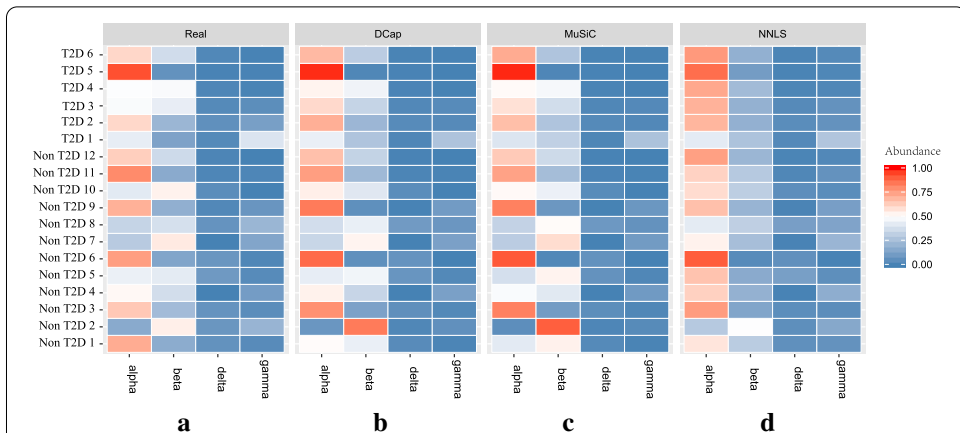 Real DCap MuSiC NNLS
T2D 6
T2D 5
T2D 4
T2D 3
T2D 2
T2D 1
Non T2D 12
Non T2D 11
Non T2D 10
Non T2D 9
Non T2D 8
Non T2D 7
Non T2D 6
Non T2D 5
Non T2D 4
Non T2D 3
Non T2D 2
Non T2D 1
Abundance
1.00
0.75
0.50
0.25
0.00
alpha beta delta gamma alpha beta delta gamma alpha beta delta gamma alpha beta delta gamma
a b c d